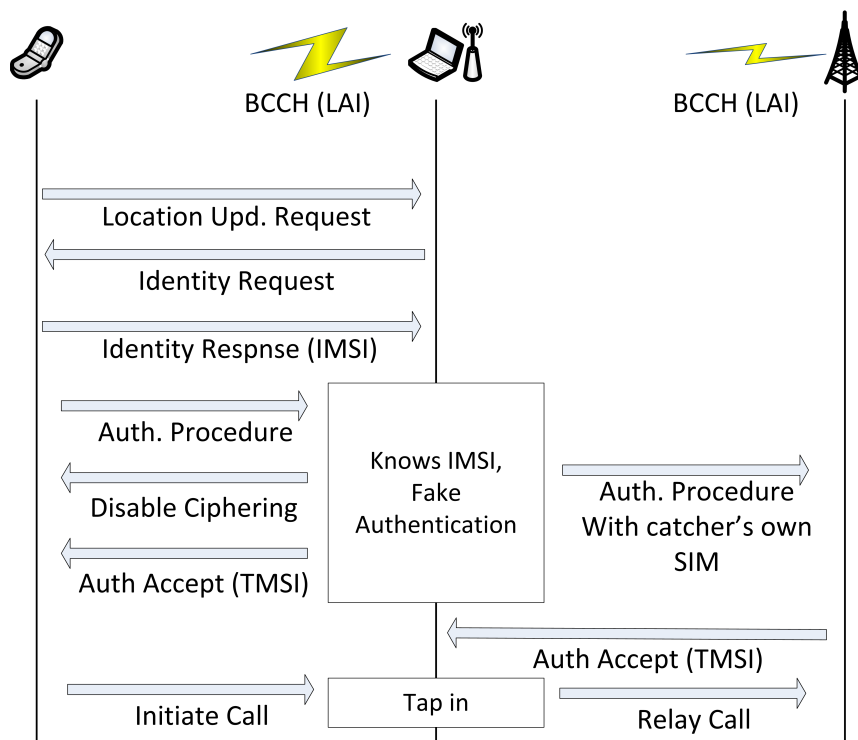 BCCH (LAI)
BCCH (LAI)
Location Upd. Request
Identity Request
Identity Respnse (IMSI)
Auth. Procedure
Disable Ciphering
Auth Accept (TMSI)
Knows IMSI,
Fake
Authentication
Auth. Procedure
With catcher's own
SIM
Auth Accept (TMSI)
Initiate Call
Tap in
Relay Call